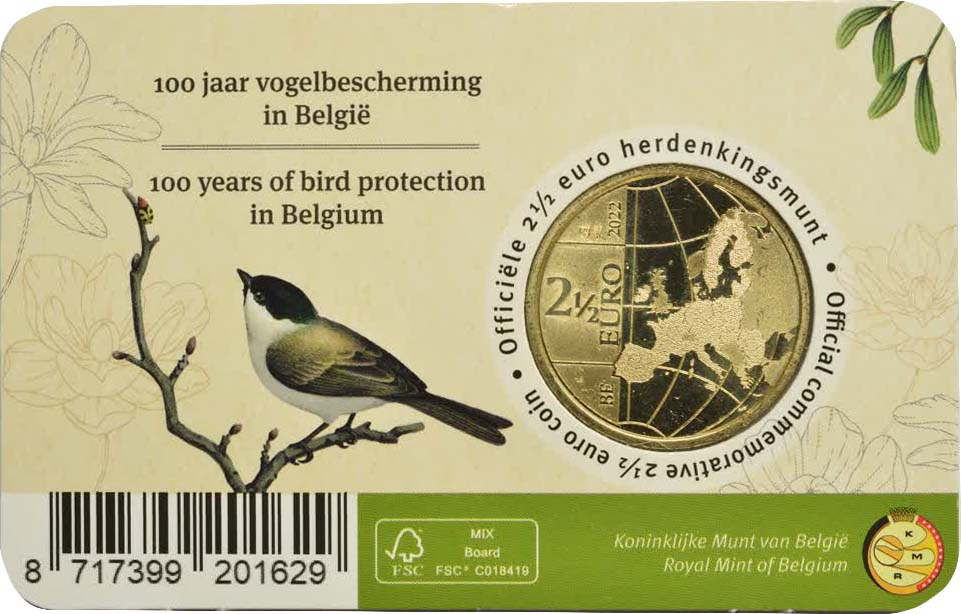 100 jaar vogelbescherming
in België
100 years of bird protection
in Belgium
Officiële 2½ euro herdenkingsmunt •
Official commemorative 2½ euro coin •
2½
EURO
BE
2022
8 717399 201629
FSC
MIX
Board
FSC® C018419
Koninklijke Munt van België
Royal Mint of Belgium
K
M
R